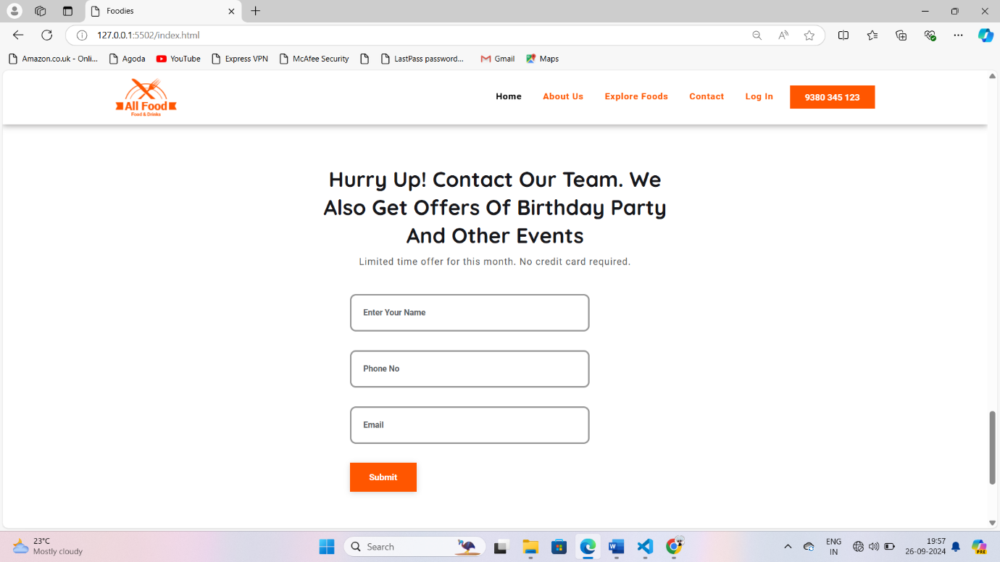 Foodies
127.0.0.1:5502/index.html
Amazon.co.uk - Onli... Agoda YouTube Express VPN McAfee Security LastPass password... Gmail Maps
All Food
Food & Drinks
Home About Us Explore Foods Contact Log In 9380 345 123
Hurry Up! Contact Our Team. We
Also Get Offers Of Birthday Party
And Other Events
Limited time offer for this month. No credit card required.
Enter Your Name
Phone No
Email
Submit
23°C
Mostly cloudy
Search
ENG
IN
19:57
26-09-2024
PRE